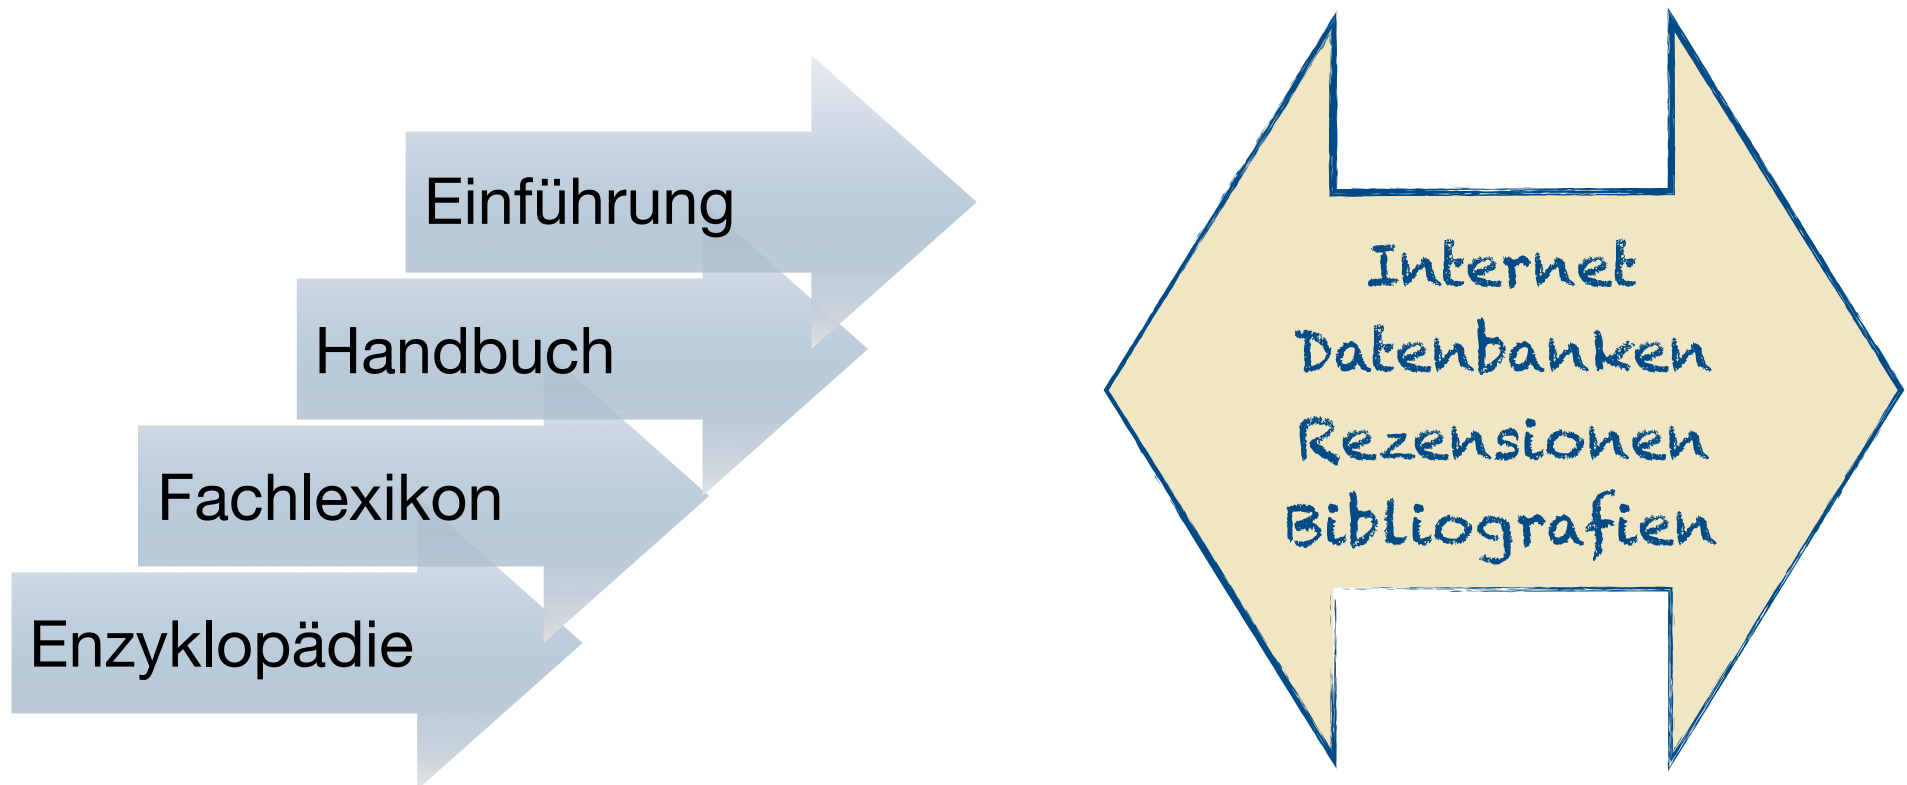 Einführung
Handbuch
Fachlexikon
Enzyklopädie
Internet
Datenbanken
Rezensionen
Bibliografien